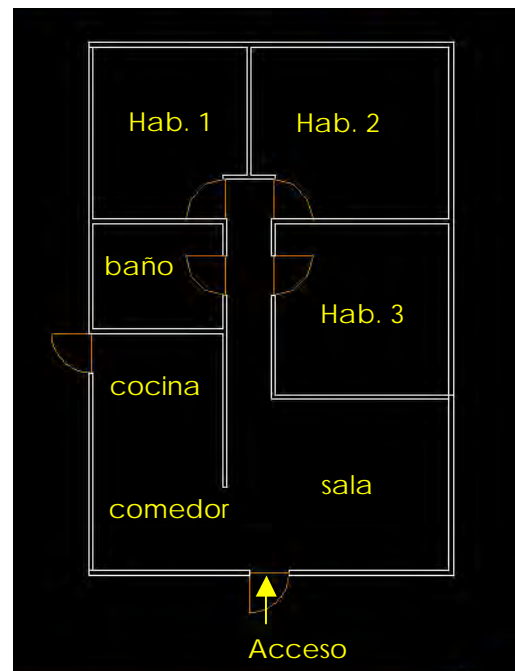 Hab. 1
Hab. 2
baño
Hab. 3
cocina
sala
comedor
Acceso